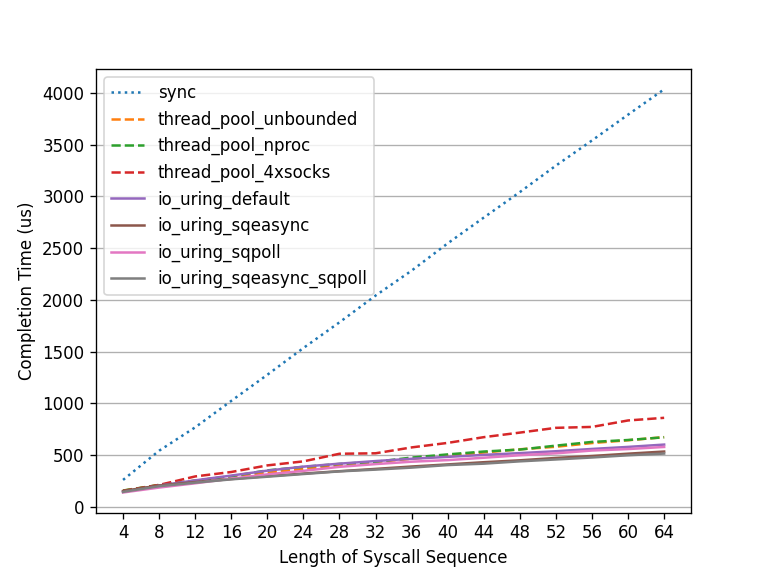 4000
3500
3000
2500
2000
1500
1000
500
0
Completion Time (us)
sync
thread_pool_unbounded
thread_pool_nproc
thread_pool_4xsocks
io_uring_default
io_uring_sqeasync
io_uring_sqpoll
io_uring_sqeasync_sqpoll
4 8 12 16 20 24 28 32 36 40 44 48 52 56 60 64
Length of Syscall Sequence